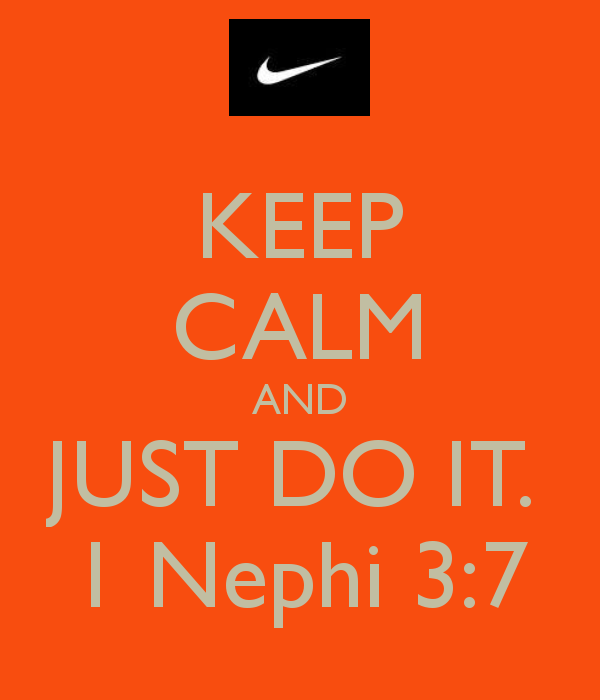 KEEP
CALM
AND
JUST DO IT.
1 Nephi 3:7